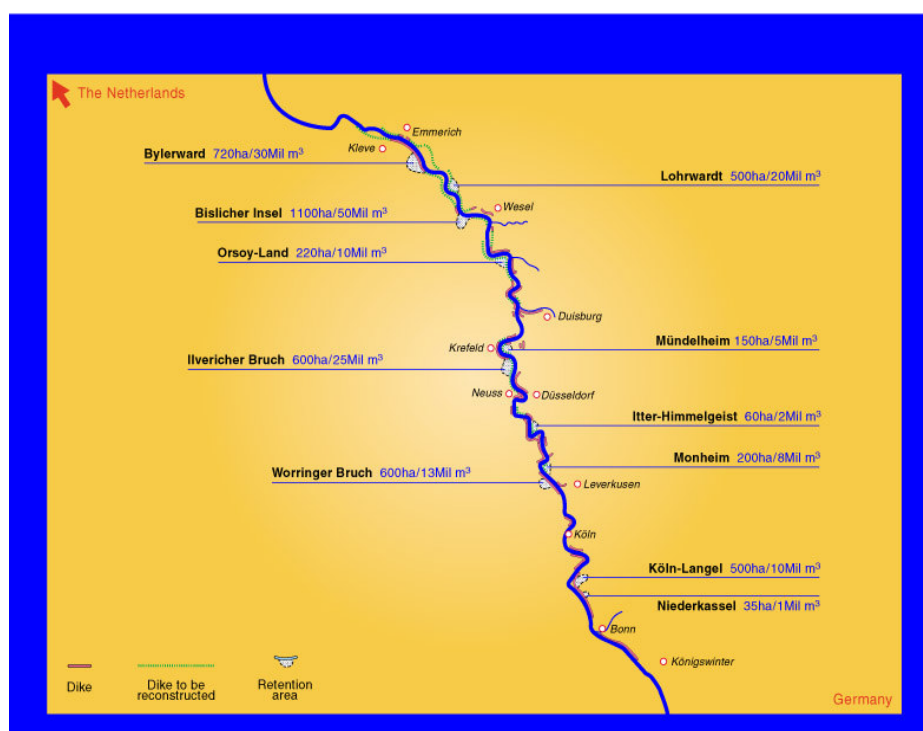 The Netherlands
Emmerich
Kleve
Bylerward 720ha/30Mil m³
Lohrwardt 500ha/20Mil m³
Wesel
Bislicher Insel 1100ha/50Mil m³
Orsoy-Land 220ha/10Mil m³
Duisburg
Mündelheim 150ha/5Mil m³
Krefeld
Ilvericher Bruch 600ha/25Mil m³
Neuss
Düsseldorf
Itter-Himmelgeist 60ha/2Mil m³
Monheim 200ha/8Mil m³
Worringer Bruch 600ha/13Mil m³
Leverkusen
Köln
Köln-Langel 500ha/10Mil m³
Niederkassel 35ha/1Mil m³
Bonn
Königswinter
Dike
Dike to be
reconstructed
Retention
area
Germany